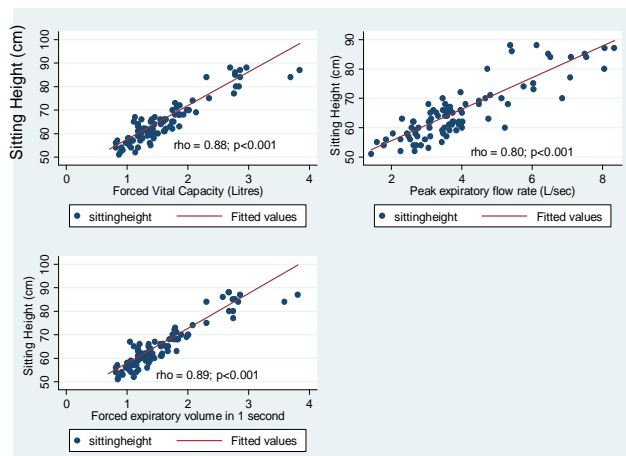 Sitting Height (cm)
100
90
80
70
60
50
rho = 0.88; p<0.001
0 1 2 3 4
Forced Vital Capacity (Litres)
sittingheight Fitted values
Sitting Height (cm)
90
80
70
60
50
rho = 0.80; p<0.001
2 4 6 8
Peak expiratory flow rate (L/sec)
sittingheight Fitted values
Sitting Height (cm)
100
90
80
70
60
50
rho = 0.89; p<0.001
0 1 2 3 4
Forced expiratory volume in 1 second
sittingheight Fitted values